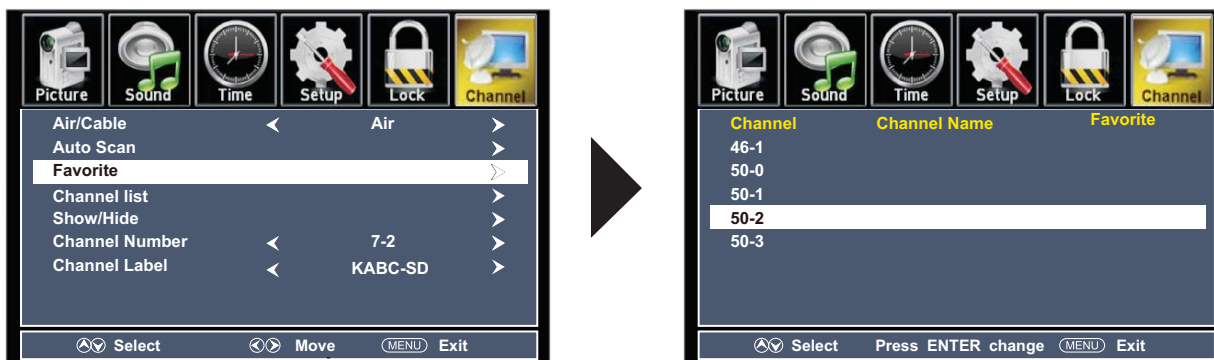 Picture Sound Time Setup Lock Channel
Air/Cable Air
Auto Scan
Favorite
Channel list
Show/Hide
Channel Number 7-2
Channel Label KABC-SD
Select Move MENU Exit
Picture Sound Time Setup Lock Channel
Channel Channel Name Favorite
46-1
50-0
50-1
50-2
50-3
Select Press ENTER change MENU Exit